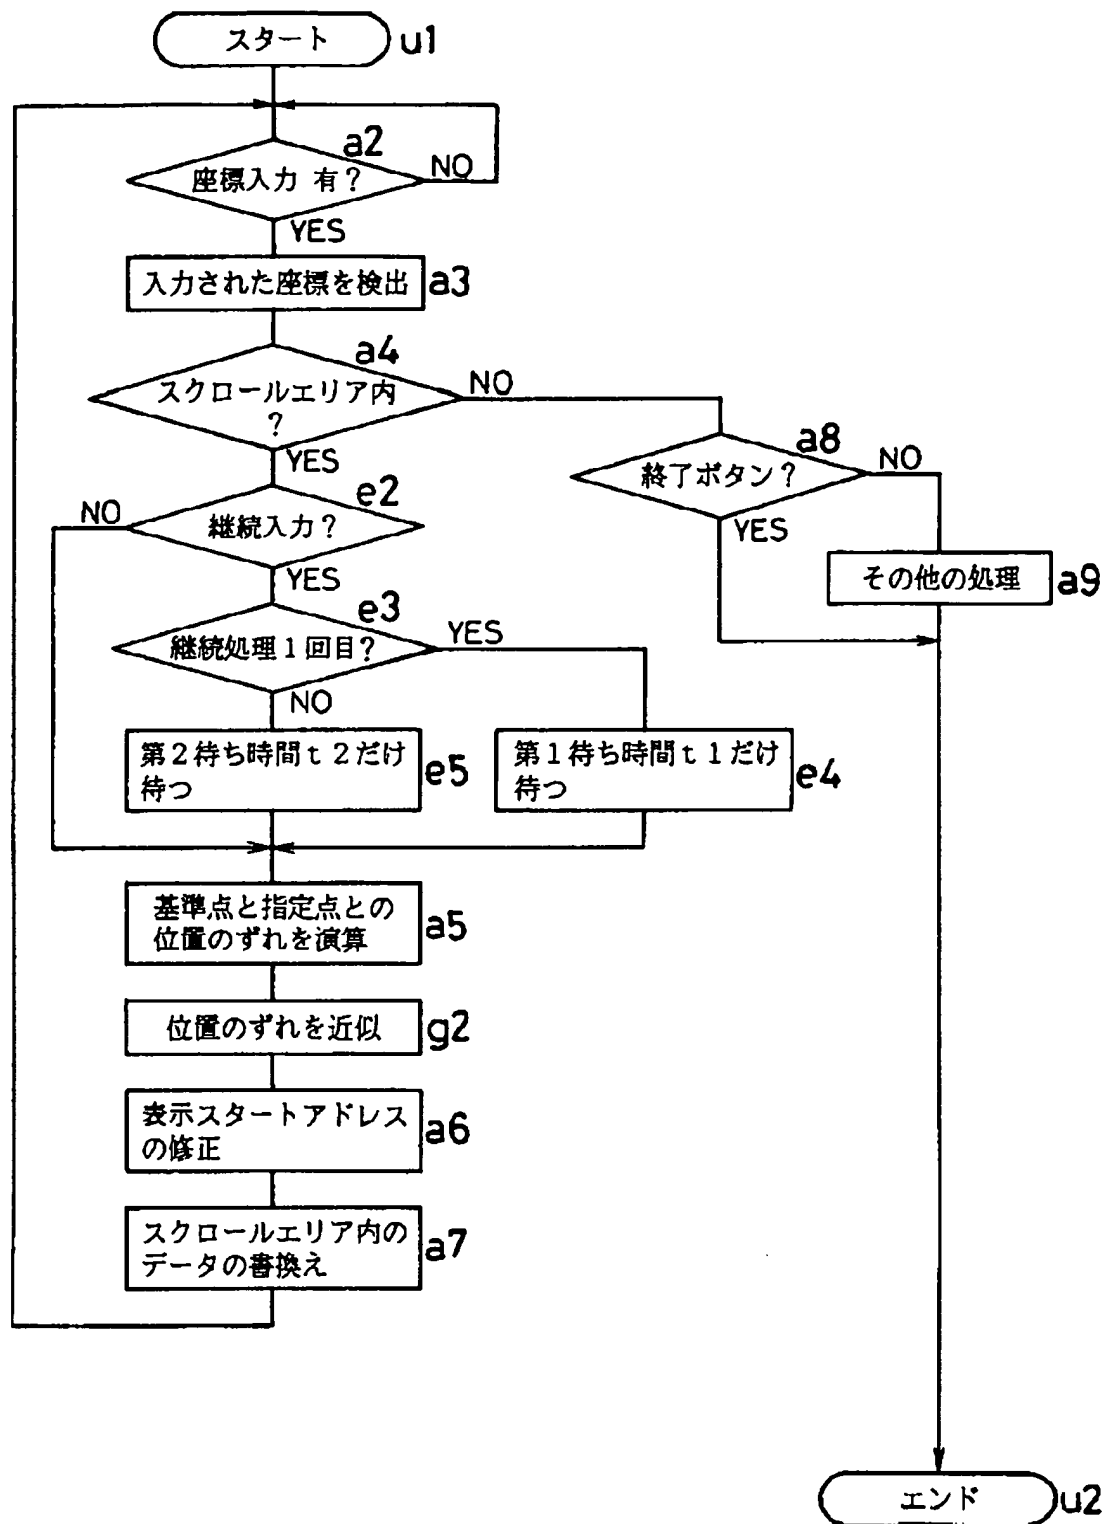 スタート u1
a2
座標入力 有? NO
YES
入力された座標を検出 a3
a4
スクロールエリア内 NO
?
YES
a8
終了ボタン? NO
YES
e2
NO 継続入力?
YES
その他の処理 a9
e3
継続処理1回目? YES
NO
第2待ち時間t2だけ
待つ e5
第1待ち時間t1だけ
待つ e4
基準点と指定点との
位置のずれを演算 a5
位置のずれを近似 g2
表示スタートアドレス
の修正 a6
スクロールエリア内の
データの書換え a7
エンド u2